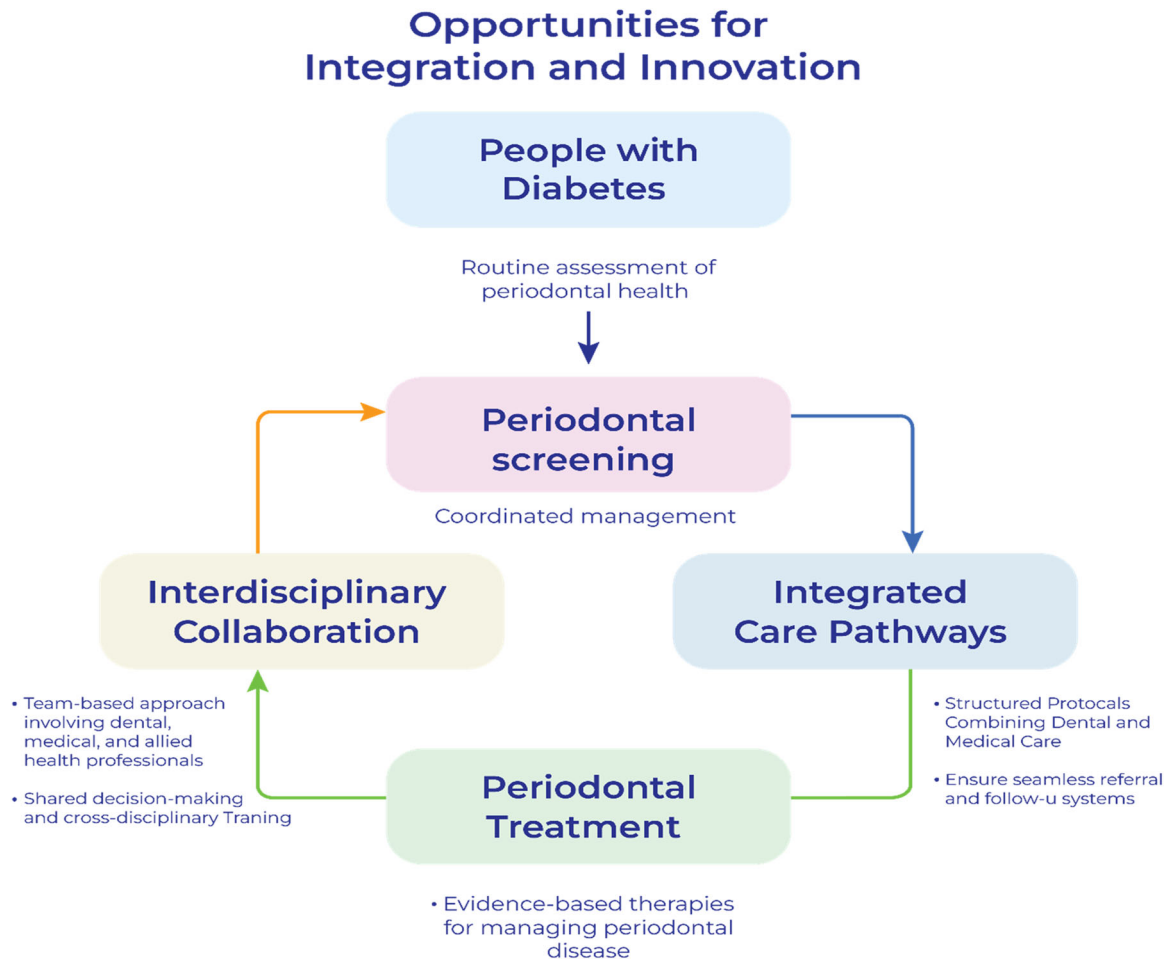 Opportunities for
Integration and Innovation
People with
Diabetes
Routine assessment of
periodontal health
Periodontal
screening
Coordinated management
Interdisciplinary
Collaboration
Integrated
Care Pathways
• Team-based approach
involving dental,
medical, and allied
health professionals
• Shared decision-making
and cross-disciplinary Traning
• Structured Protocals
Combining Dental and
Medical Care
• Ensure seamless referral
and follow-u systems
Periodontal
Treatment
• Evidence-based therapies
for managing periodontal
disease